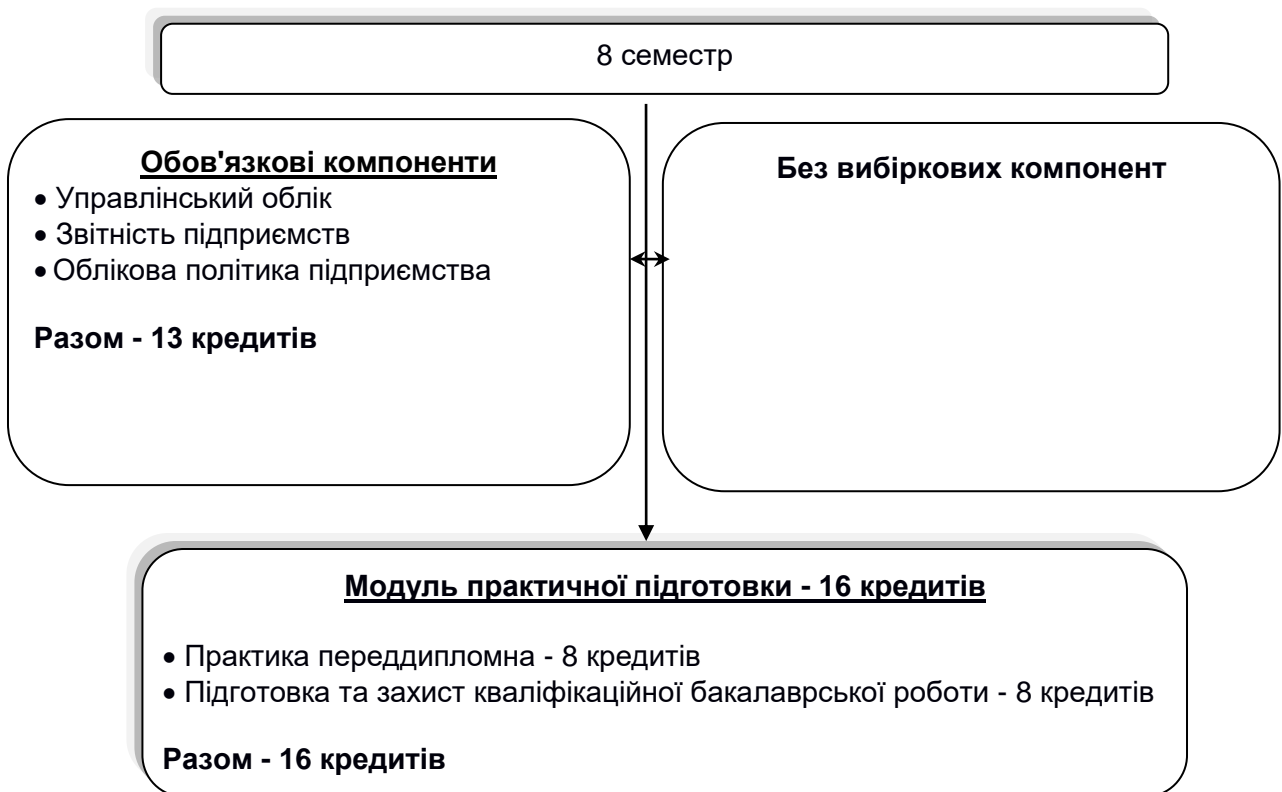 8 семестр
Обов'язкові компоненти
• Управлінський облік
• Звітність підприємств
• Облікова політика підприємства
Разом - 13 кредитів
Без вибіркових компонент
Модуль практичної підготовки - 16 кредитів
• Практика переддипломна - 8 кредитів
• Підготовка та захист кваліфікаційної бакалаврської роботи - 8 кредитів
Разом - 16 кредитів